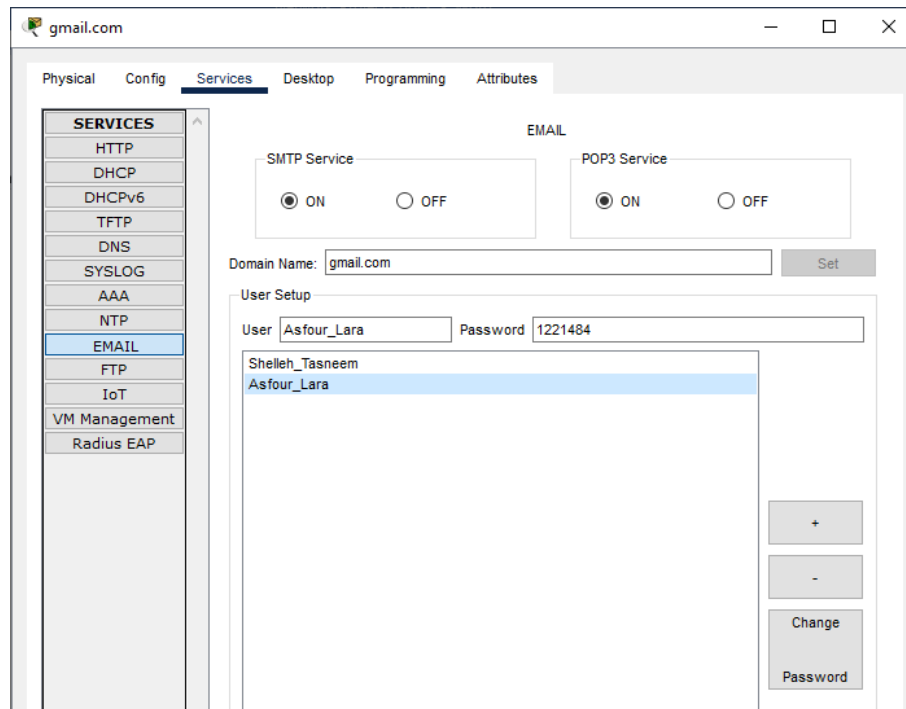 gmail.com
Physical Config Services Desktop Programming Attributes
SERVICES
HTTP
DHCP
DHCPv6
TFTP
DNS
SYSLOG
AAA
NTP
EMAIL
FTP
IoT
VM Management
Radius EAP
EMAIL
SMTP Service
ON OFF
POP3 Service
ON OFF
Domain Name: gmail.com Set
User Setup
User Asfour_Lara Password 1221484
Shelleh_Tasneem
Asfour_Lara
+
-
Change
Password